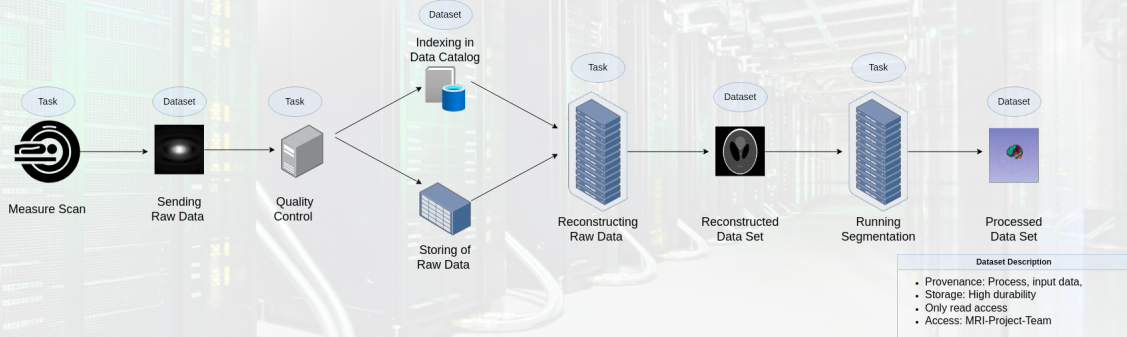 Task
Measure Scan
Dataset
Sending
Raw Data
Task
Quality
Control
Dataset
Indexing in
Data Catalog
Storing of
Raw Data
Task
Reconstructing
Raw Data
Dataset
Reconstructed
Data Set
Task
Running
Segmentation
Dataset
Processed
Data Set
Dataset Description
• Provenance: Process, input data,
• Storage: High durability
• Only read access
• Access: MRI-Project-Team